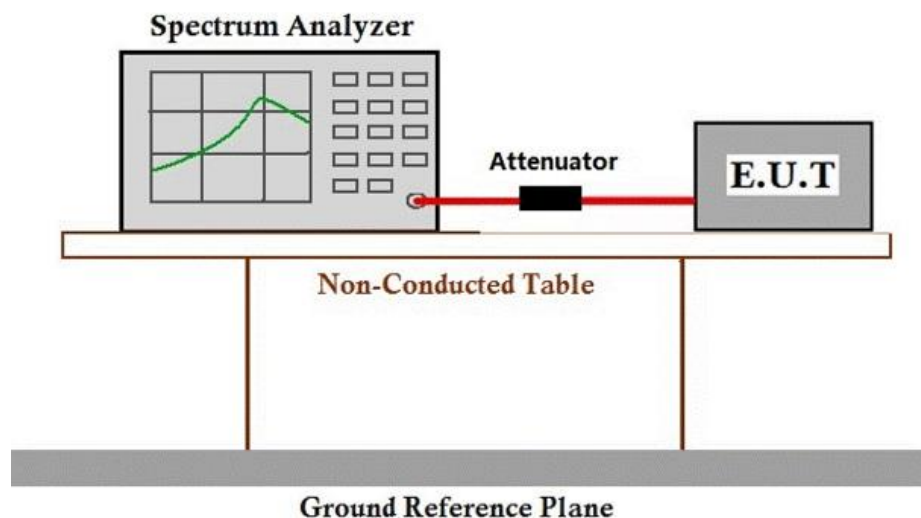 Spectrum Analyzer
Attenuator
E.U.T
Non-Conducted Table
Ground Reference Plane